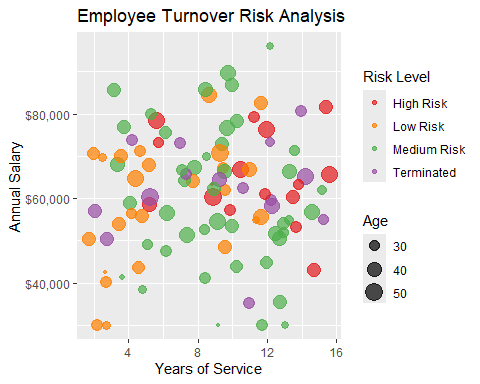 Employee Turnover Risk Analysis
Annual Salary
$80,000
$60,000
$40,000
4
8
12
16
Years of Service
Risk Level
High Risk
Low Risk
Medium Risk
Terminated
Age
30
40
50